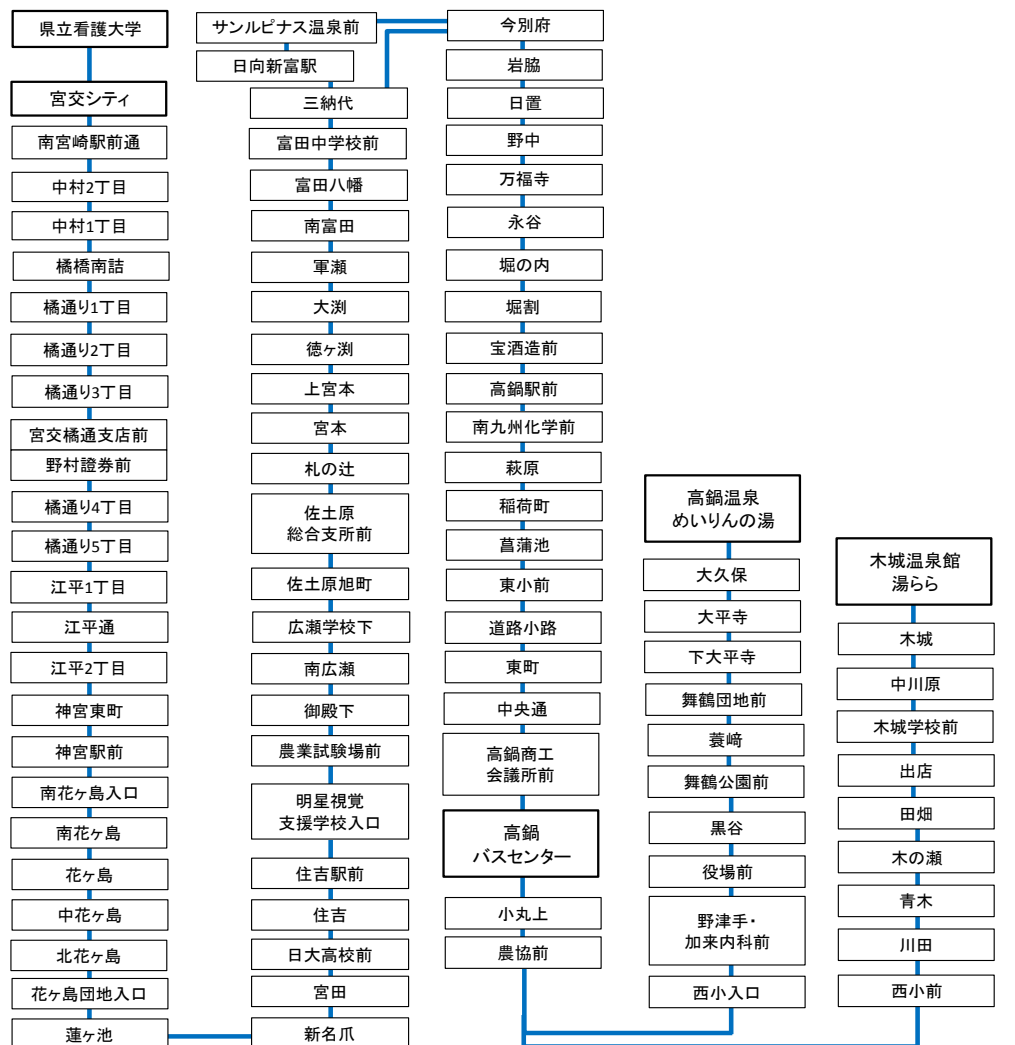 県立看護大学
宮交シティ
南宮崎駅前通
中村2丁目
中村1丁目
橘橋南詰
橘通り1丁目
橘通り2丁目
橘通り3丁目
宮交橘通支店前
野村證券前
橘通り4丁目
橘通り5丁目
江平1丁目
江平通
江平2丁目
神宮東町
神宮駅前
南花ヶ島入口
南花ヶ島
花ヶ島
中花ヶ島
北花ヶ島
花ヶ島団地入口
蓮ヶ池
サンルピナス温泉前
日向新富駅
三納代
富田中学校前
富田八幡
南富田
軍瀬
大渕
徳ヶ渕
上宮本
宮本
札の辻
佐土原
総合支所前
佐土原旭町
広瀬学校下
南広瀬
御殿下
農業試験場前
明星視覚
支援学校入口
住吉駅前
住吉
日大高校前
宮田
新名爪
今別府
岩脇
日置
野中
万福寺
永谷
堀の内
堀割
宝酒造前
高鍋駅前
南九州化学前
萩原
稲荷町
菖蒲池
東小前
道路小路
東町
中央通
高鍋商工
会議所前
高鍋
バスセンター
小丸上
農協前
高鍋温泉
めいりんの湯
大久保
大平寺
下大平寺
舞鶴団地前
蓑﨑
舞鶴公園前
黒谷
役場前
野津手・
加来内科前
西小入口
木城温泉館
湯らら
木城
中川原
木城学校前
出店
田畑
木の瀬
青木
川田
西小前